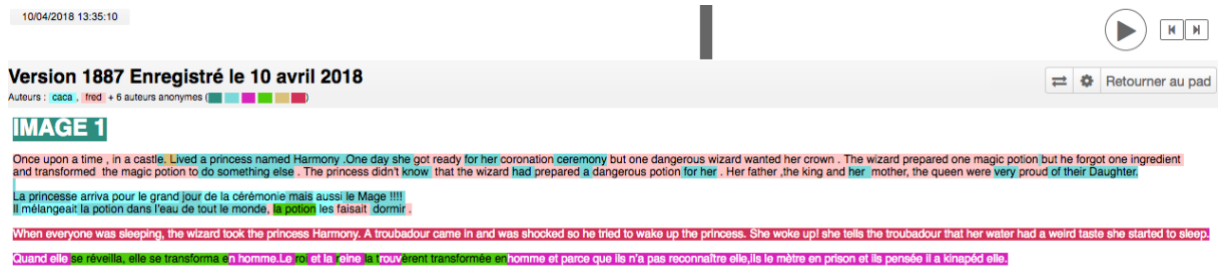 10/04/2018 13:35:10
Version 1887 Enregistré le 10 avril 2018
Retourner au pad
Auteurs : caca , fred + 6 auteurs anonymes ( )
IMAGE 1
Once upon a time , in a castle. Lived a princess named Harmony .One day she got ready for her coronation ceremony but one dangerous wizard wanted her crown . The wizard prepared one magic potion but he forgot one ingredient
and transformed the magic potion to do something else . The princess didn't know that the wizard had prepared a dangerous potion for her . Her father ,the king and her mother, the queen were very proud of their Daughter.
La princesse arriva pour le grand jour de la cérémonie mais aussi le Mage !!!!
Il mélangeait la potion dans l'eau de tout le monde, la potion les faisait dormir .
When everyone was sleeping, the wizard took the princess Harmony. A troubadour came in and was shocked so he tried to wake up the princess. She woke up! she tells the troubadour that her water had a weird taste she started to sleep.
Quand elle se réveilla, elle se transforma en homme.Le roi et la reine la trouvèrent transformée en homme et parce que ils n'a pas reconnaître elle,ils le mètre en prison et ils pensée il a kinapéd elle.